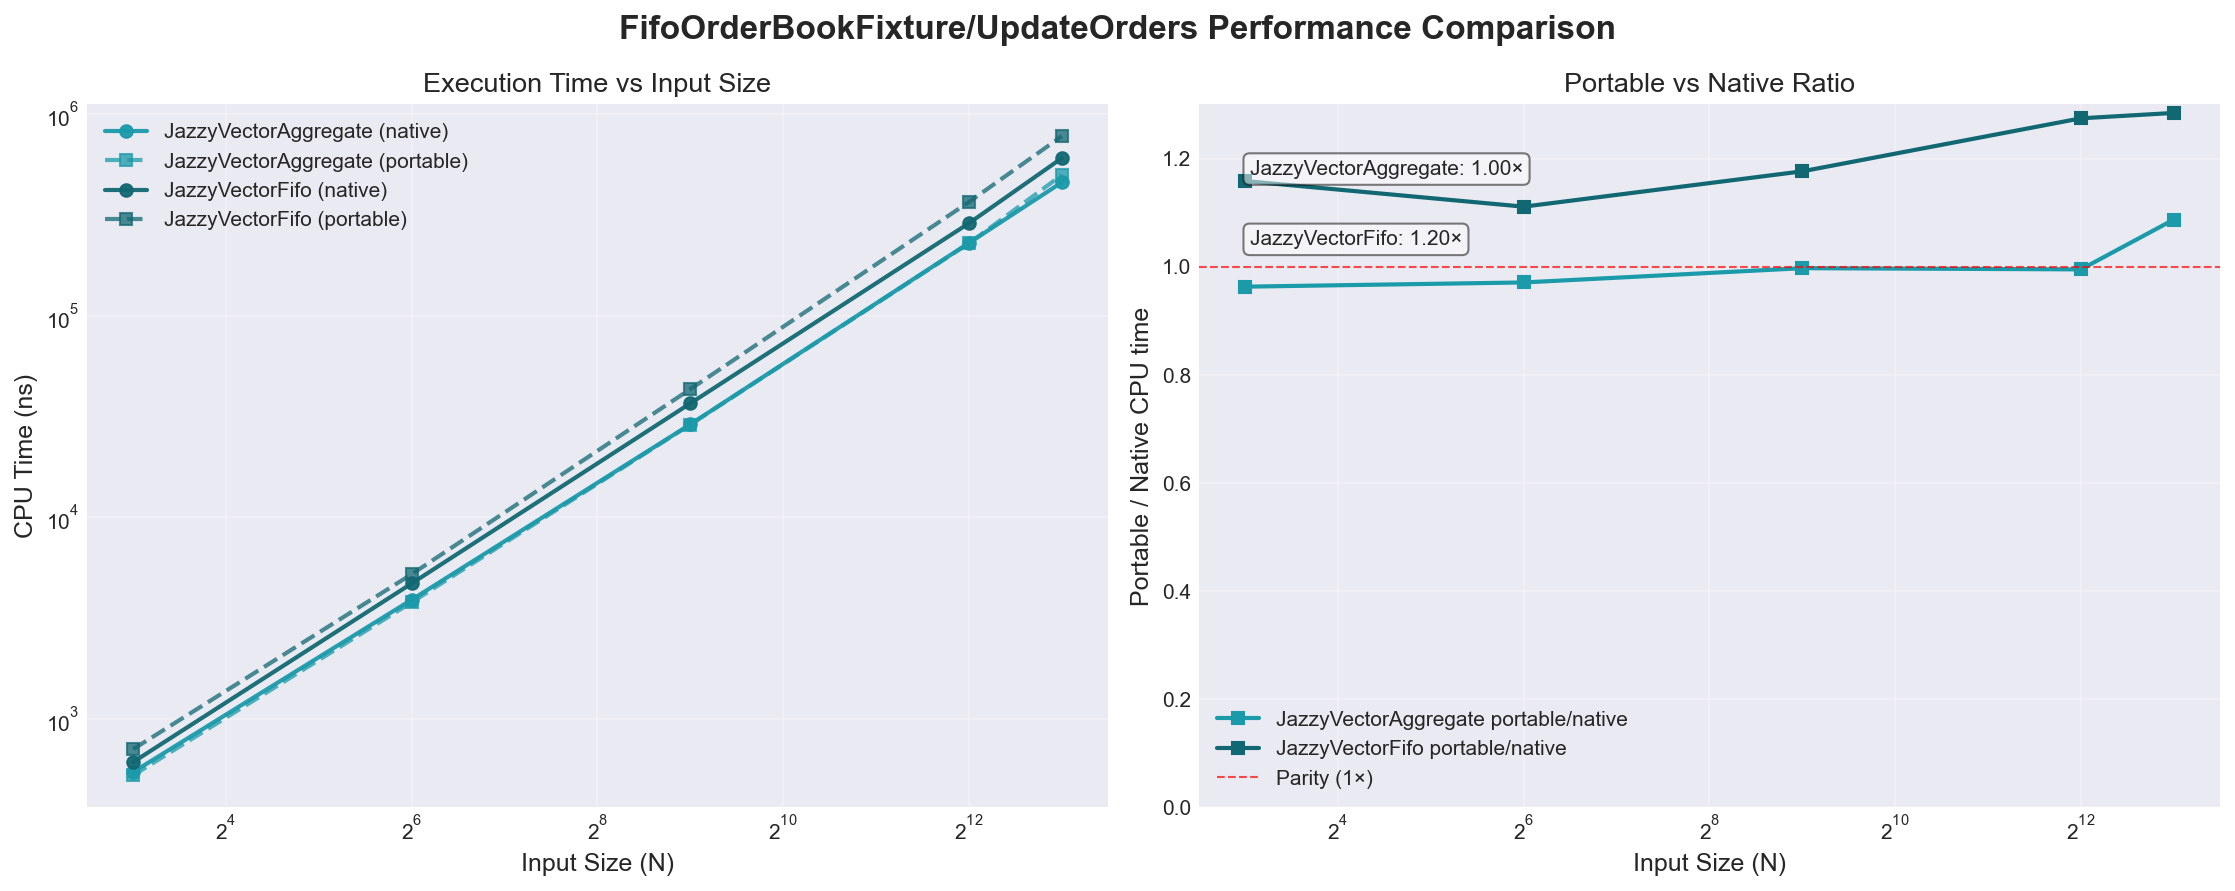 FifoOrderBookFixture/UpdateOrders Performance Comparison
Execution Time vs Input Size
CPU Time (ns)
10^6
10^5
10^4
10^3
JazzyVectorAggregate (native)
JazzyVectorAggregate (portable)
JazzyVectorFifo (native)
JazzyVectorFifo (portable)
2^4
2^6
2^8
2^10
2^12
Input Size (N)
Portable vs Native Ratio
Portable / Native CPU time
1.2
1.0
0.8
0.6
0.4
0.2
0.0
JazzyVectorAggregate: 1.00×
JazzyVectorFifo: 1.20×
JazzyVectorAggregate portable/native
JazzyVectorFifo portable/native
Parity (1×)
2^4
2^6
2^8
2^10
2^12
Input Size (N)